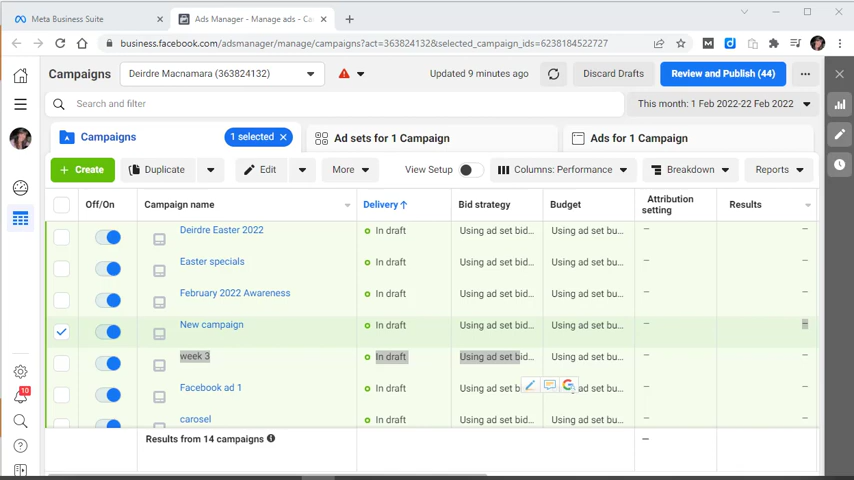 Meta Business Suite
Ads Manager - Manage ads - Ca
business.facebook.com/adsmanager/manage/campaigns?act=363824132&selected_campaign_ids=6238184522727
Campaigns
Deirdre Macnamara (363824132)
Updated 9 minutes ago
Discard Drafts
Review and Publish (44)
Search and filter
This month: 1 Feb 2022-22 Feb 2022
Campaigns
1 selected
Ad sets for 1 Campaign
Ads for 1 Campaign
+ Create
Duplicate
Edit
More
View Setup
Columns: Performance
Breakdown
Reports
Off/On
Campaign name
Delivery ↑
Bid strategy
Budget
Attribution
setting
Results
Deirdre Easter 2022
In draft
Using ad set bid...
Using ad set bu...
—
—
Easter specials
In draft
Using ad set bid...
Using ad set bu...
—
—
February 2022 Awareness
In draft
Using ad set bid...
Using ad set bu...
—
—
New campaign
In draft
Using ad set bid...
Using ad set bu...
—
—
week 3
In draft
Using ad set bid...
Using ad set bu...
—
—
Facebook ad 1
In draft
Using ad set b
Using ad set bu...
—
—
carosel
In draft
Using ad set bid...
Using ad set bu...
—
—
10
Results from 14 campaigns
—